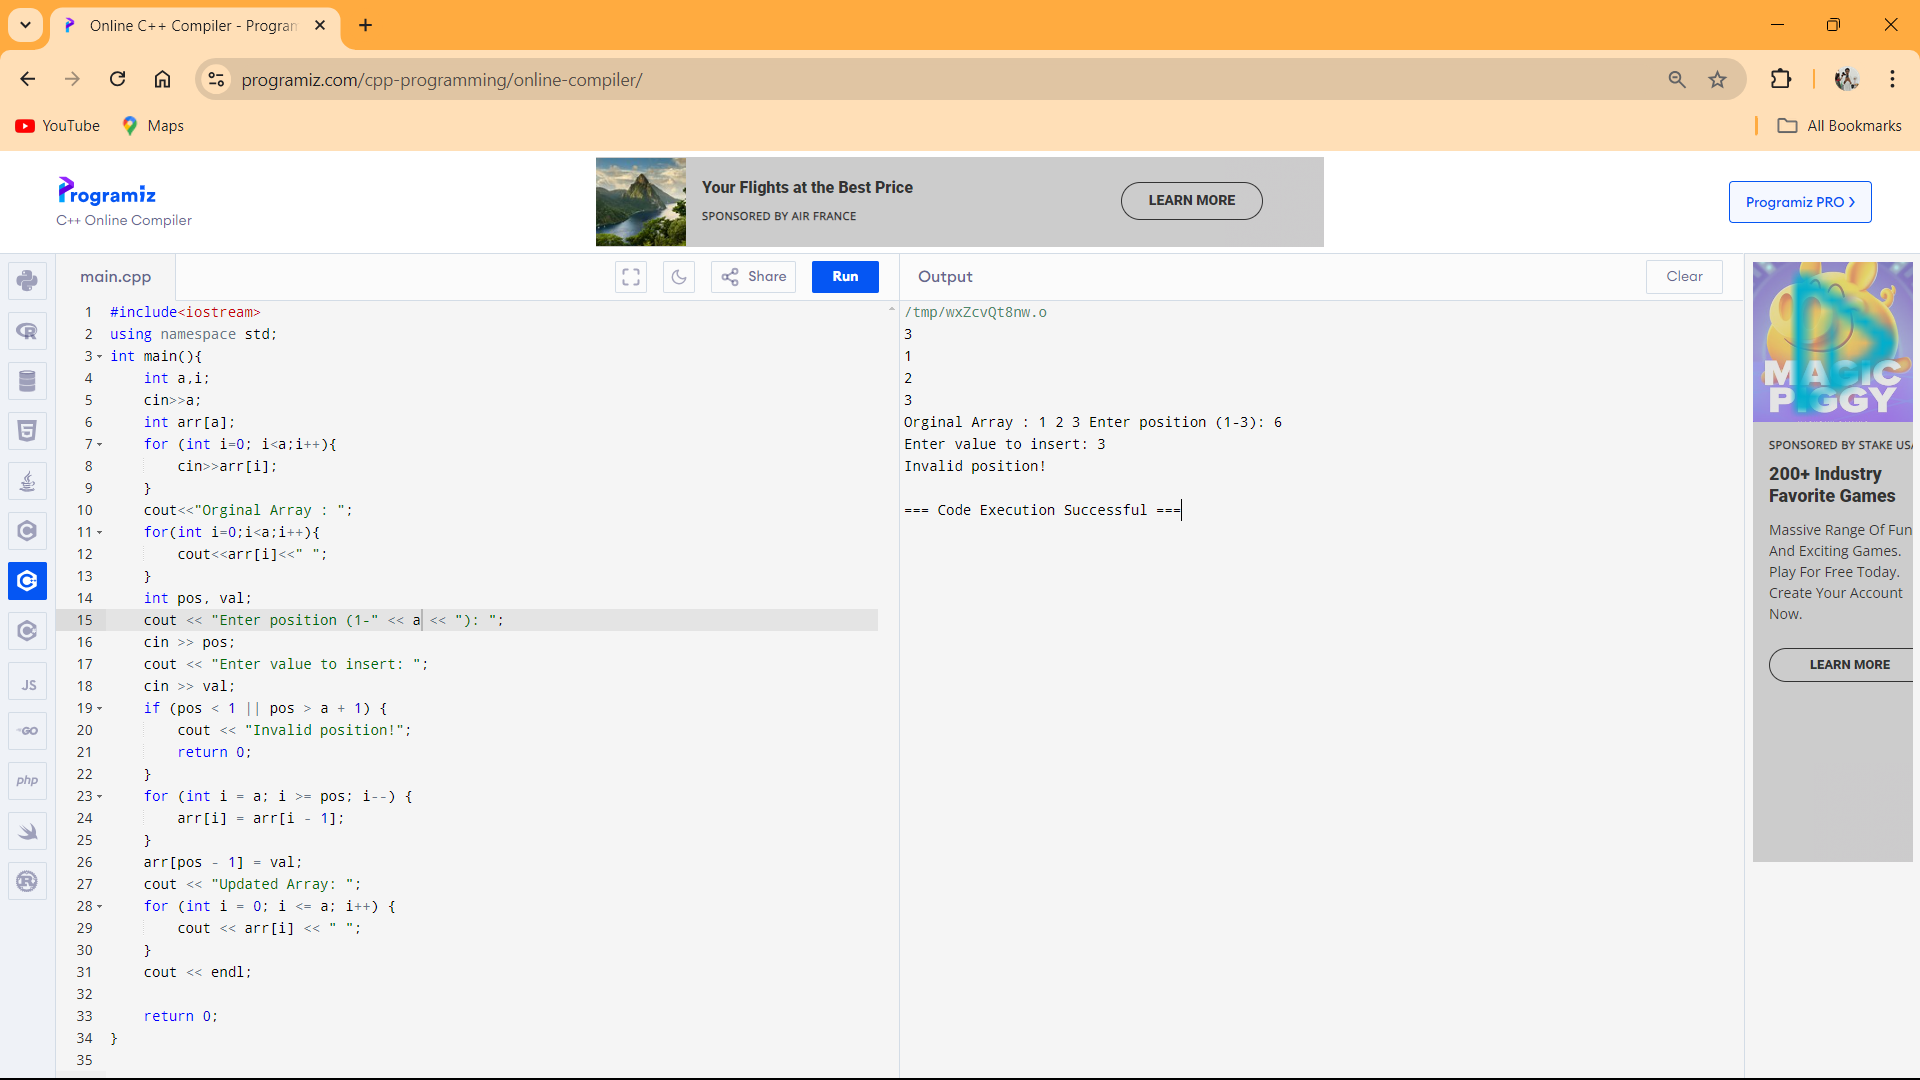 Online C++ Compiler - Program
programiz.com/cpp-programming/online-compiler/
YouTube
Maps
All Bookmarks
Programiz
C++ Online Compiler
Your Flights at the Best Price
SPONSORED BY AIR FRANCE
LEARN MORE
Programiz PRO
main.cpp
Share
Run
Output
Clear
1 #include<iostream>
2 using namespace std;
3 int main(){
4     int a,i;
5     cin>>a;
6     int arr[a];
7     for (int i=0; i<a;i++){
8         cin>>arr[i];
9     }
10     cout<<"Orginal Array : ";
11     for(int i=0;i<a;i++){
12         cout<<arr[i]<<" ";
13     }
14     int pos, val;
15     cout << "Enter position (1-" << a << "): ";
16     cin >> pos;
17     cout << "Enter value to insert: ";
18     cin >> val;
19     if (pos < 1 || pos > a + 1) {
20         cout << "Invalid position!";
21         return 0;
22     }
23     for (int i = a; i >= pos; i--) {
24         arr[i] = arr[i - 1];
25     }
26     arr[pos - 1] = val;
27     cout << "Updated Array: ";
28     for (int i = 0; i <= a; i++) {
29         cout << arr[i] << " ";
30     }
31     cout << endl;
32
33     return 0;
34 }
35
/tmp/wxZcvQt8nw.o
3
1
2
3
Orginal Array : 1 2 3 Enter position (1-3): 6
Enter value to insert: 3
Invalid position!
=== Code Execution Successful ===
R
5
C
JS
GO
php
MAGIC
PIGGY
SPONSORED BY STAKE USA
200+ Industry
Favorite Games
Massive Range Of Fun
And Exciting Games.
Play For Free Today.
Create Your Account
Now.
LEARN MORE